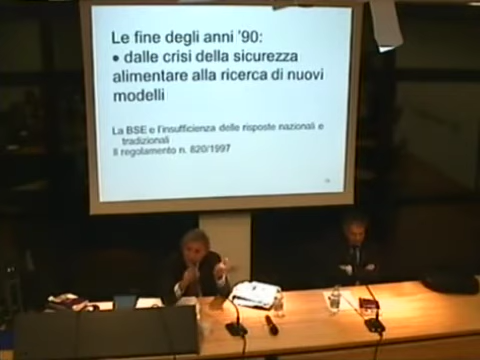 Le fine degli anni '90:
• dalle crisi della sicurezza
alimentare alla ricerca di nuovi
modelli
La BSE e l'insufficienza delle risposte nazionali e
tradizionali
Il regolamento n. 820/1997